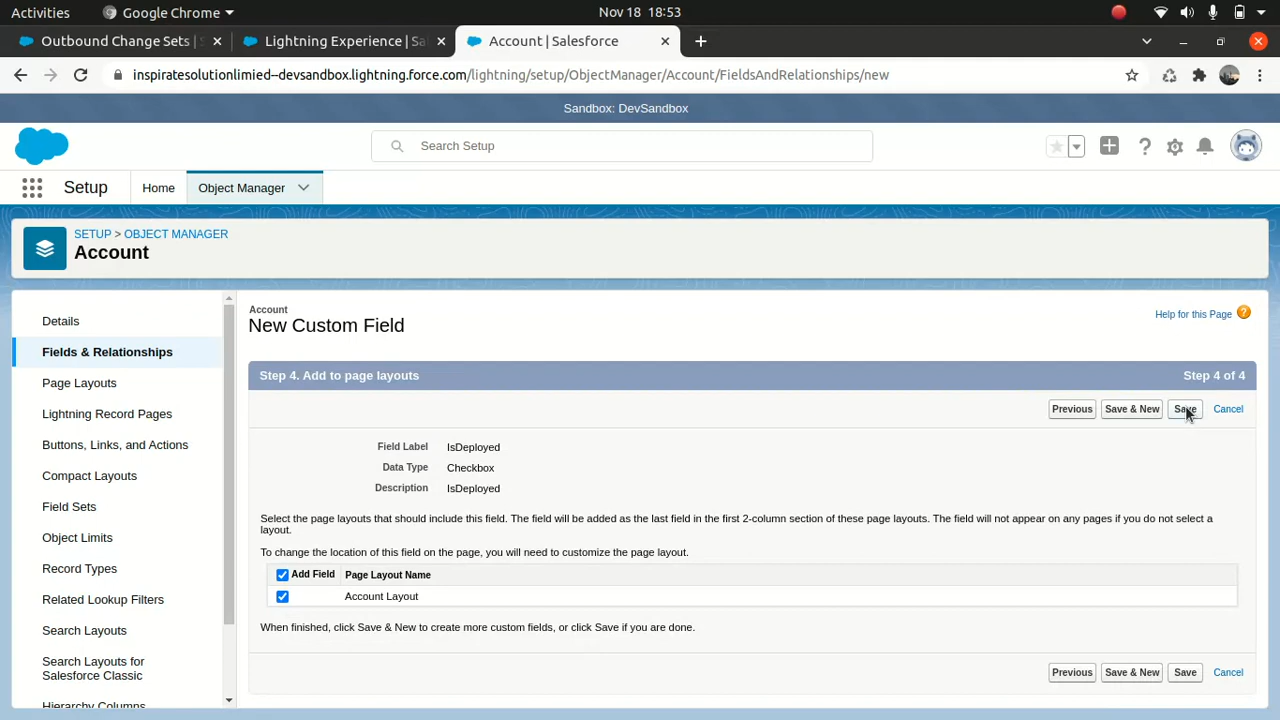 Activities
Google Chrome
Nov 18 18:53
Outbound Change Sets | S
Lightning Experience | Sa
Account | Salesforce
inspiratesolutionlimied--devsandbox.lightning.force.com/lightning/setup/ObjectManager/Account/FieldsAndRelationships/new
Sandbox: DevSandbox
Search Setup
Setup
Home
Object Manager
SETUP > OBJECT MANAGER
Account
Details
Fields & Relationships
Page Layouts
Lightning Record Pages
Buttons, Links, and Actions
Compact Layouts
Field Sets
Object Limits
Record Types
Related Lookup Filters
Search Layouts
Search Layouts for
Salesforce Classic
Hierarchy Columns
Account
New Custom Field
Help for this Page
Step 4. Add to page layouts
Step 4 of 4
Previous
Save & New
Save
Cancel
Field Label IsDeployed
Data Type Checkbox
Description IsDeployed
Select the page layouts that should include this field. The field will be added as the last field in the first 2-column section of these page layouts. The field will not appear on any pages if you do not select a
layout.
To change the location of this field on the page, you will need to customize the page layout.
Add Field Page Layout Name
Account Layout
When finished, click Save & New to create more custom fields, or click Save if you are done.
Previous
Save & New
Save
Cancel